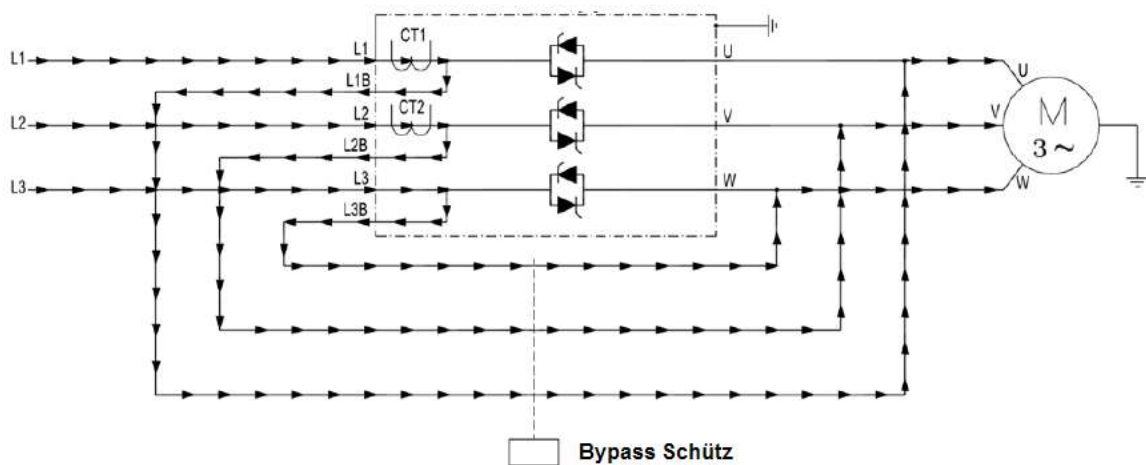 CT1
L1 L1 U
L1B U
L2 CT2 L2 V V M
L2B 3~
L3 L3 W W
L3B
Bypass Schütz